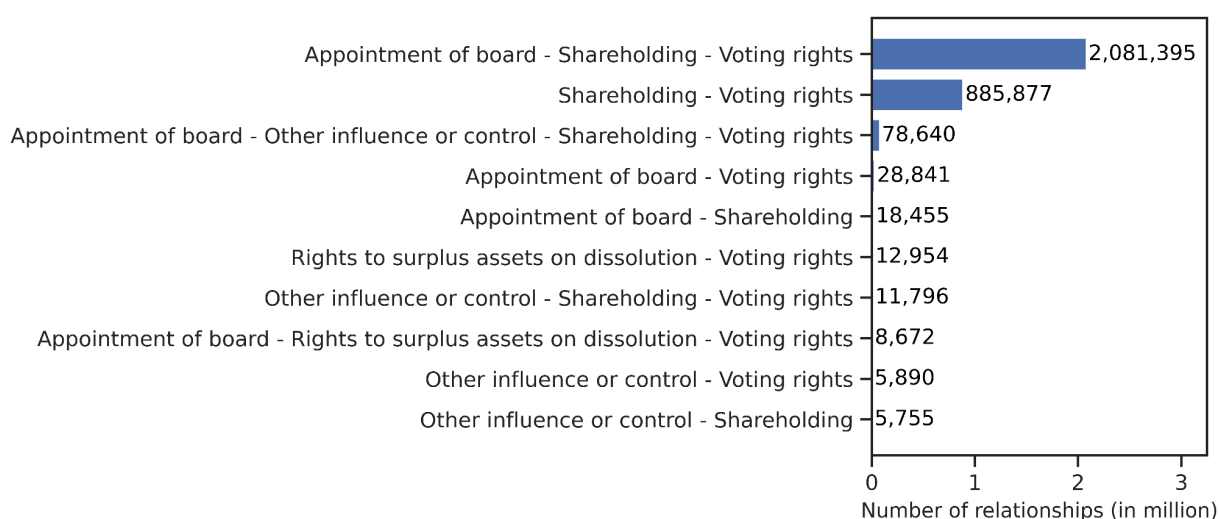 Appointment of board - Shareholding - Voting rights 2,081,395
Shareholding - Voting rights 885,877
Appointment of board - Other influence or control - Shareholding - Voting rights 78,640
Appointment of board - Voting rights 28,841
Appointment of board - Shareholding 18,455
Rights to surplus assets on dissolution - Voting rights 12,954
Other influence or control - Shareholding - Voting rights 11,796
Appointment of board - Rights to surplus assets on dissolution - Voting rights 8,672
Other influence or control - Voting rights 5,890
Other influence or control - Shareholding 5,755
0 1 2 3
Number of relationships (in million)